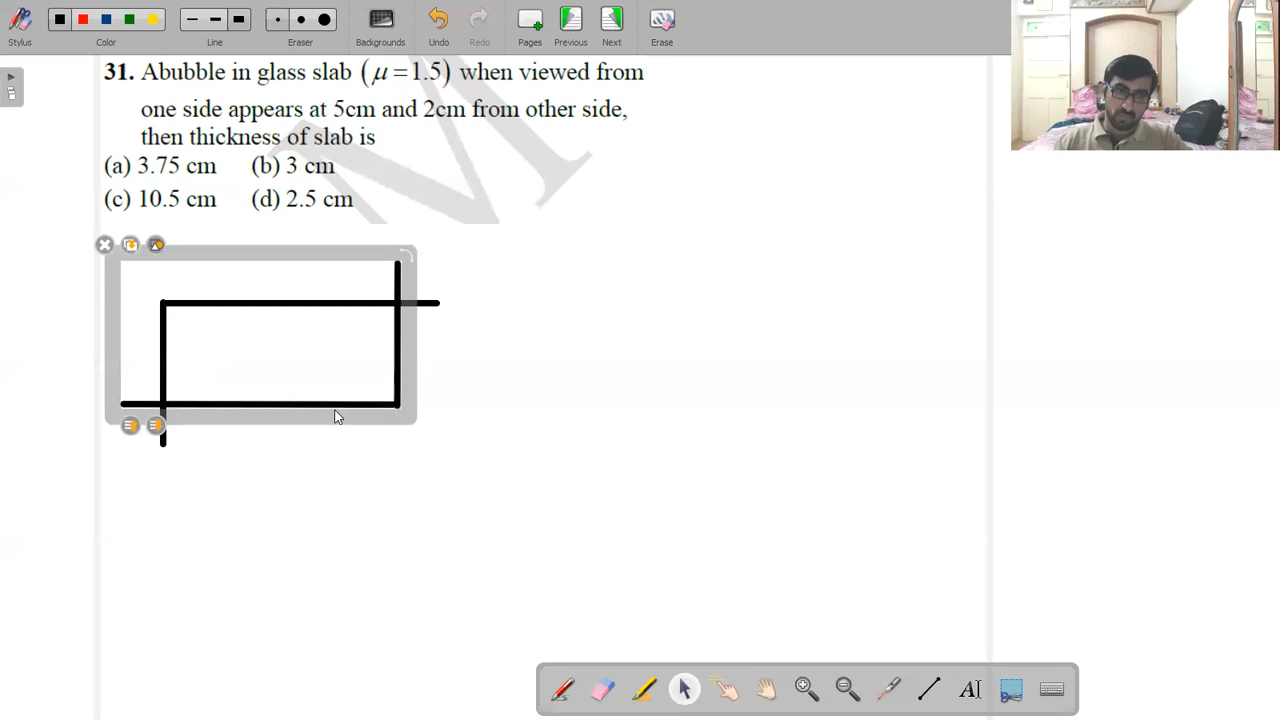 Stylus
Color
Line
Eraser
Backgrounds
Undo
Redo
Pages
Previous
Next
Erase
31. Abubble in glass slab (μ = 1.5) when viewed from
one side appears at 5cm and 2cm from other side,
then thickness of slab is
(a) 3.75 cm (b) 3 cm
(c) 10.5 cm (d) 2.5 cm
M
A